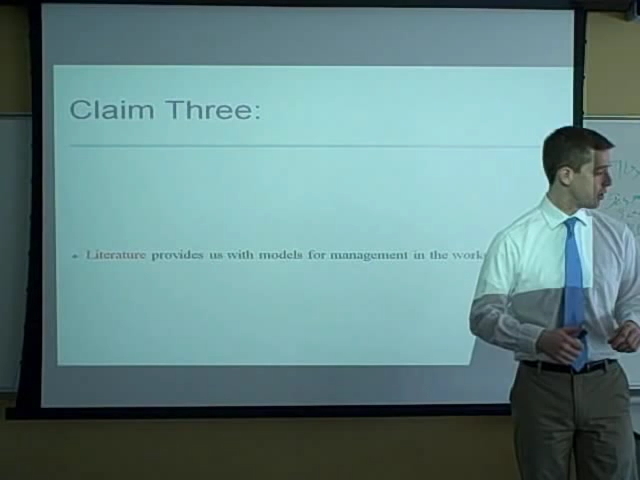 Claim Three:
Literature provides us with models for management in the work